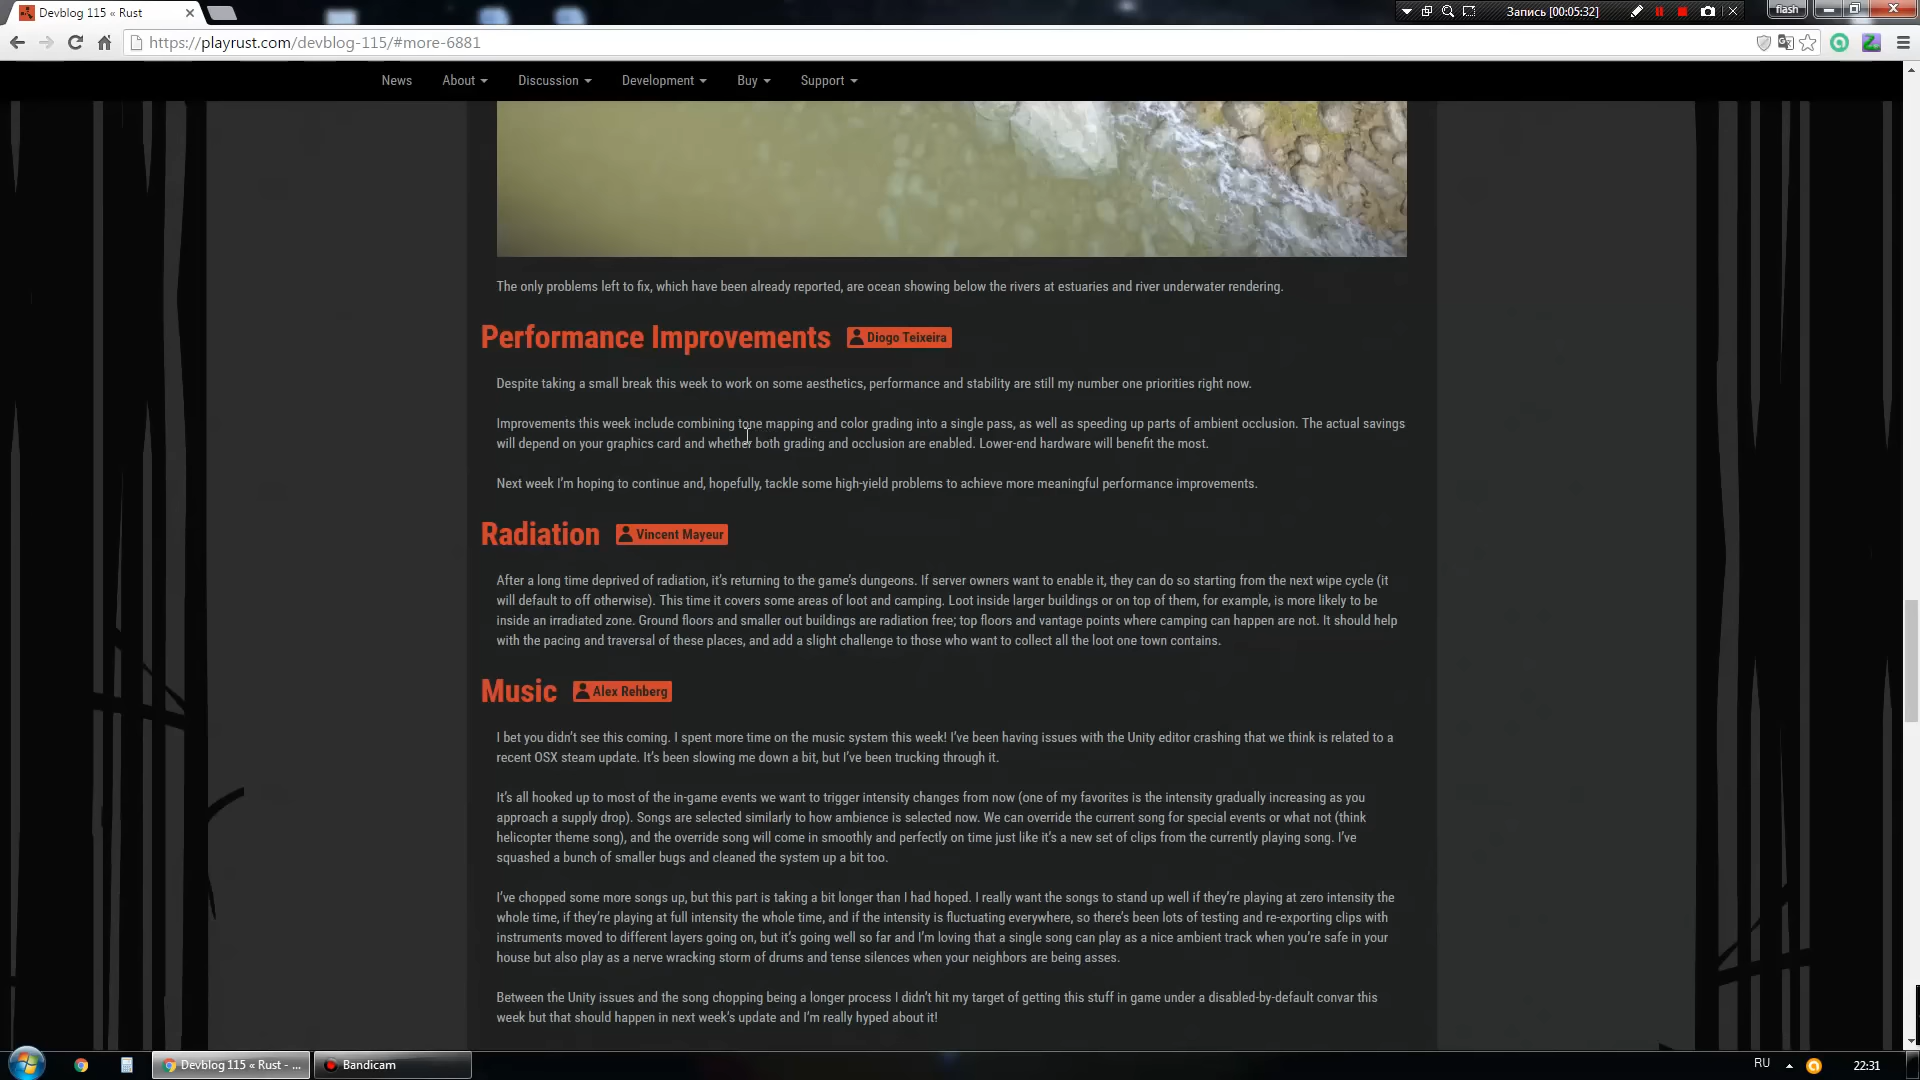 Devblog 115 « Rust
Запись [00:05:32]
flash
https://playrust.com/devblog-115/#more-6881
News
About
Discussion
Development
Buy
Support
The only problems left to fix, which have been already reported, are ocean showing below the rivers at estuaries and river underwater rendering.
Performance Improvements
Diogo Teixeira
Despite taking a small break this week to work on some aesthetics, performance and stability are still my number one priorities right now.
Improvements this week include combining tone mapping and color grading into a single pass, as well as speeding up parts of ambient occlusion. The actual savings
will depend on your graphics card and whether both grading and occlusion are enabled. Lower-end hardware will benefit the most.
Next week I'm hoping to continue and, hopefully, tackle some high-yield problems to achieve more meaningful performance improvements.
Radiation
Vincent Mayeur
After a long time deprived of radiation, it's returning to the game's dungeons. If server owners want to enable it, they can do so starting from the next wipe cycle (it
will default to off otherwise). This time it covers some areas of loot and camping. Loot inside larger buildings or on top of them, for example, is more likely to be
inside an irradiated zone. Ground floors and smaller out buildings are radiation free; top floors and vantage points where camping can happen are not. It should help
with the pacing and traversal of these places, and add a slight challenge to those who want to collect all the loot one town contains.
Music
Alex Rehberg
I bet you didn't see this coming. I spent more time on the music system this week! I've been having issues with the Unity editor crashing that we think is related to a
recent OSX steam update. It's been slowing me down a bit, but I've been trucking through it.
It's all hooked up to most of the in-game events we want to trigger intensity changes from now (one of my favorites is the intensity gradually increasing as you
approach a supply drop). Songs are selected similarly to how ambience is selected now. We can override the current song for special events or what not (think
helicopter theme song), and the override song will come in smoothly and perfectly on time just like it's a new set of clips from the currently playing song. I've
squashed a bunch of smaller bugs and cleaned the system up a bit too.
I've chopped some more songs up, but this part is taking a bit longer than I had hoped. I really want the songs to stand up well if they're playing at zero intensity the
whole time, if they're playing at full intensity the whole time, and if the intensity is fluctuating everywhere, so there's been lots of testing and re-exporting clips with
instruments moved to different layers going on, but it's going well so far and I'm loving that a single song can play as a nice ambient track when you're safe in your
house but also play as a nerve wracking storm of drums and tense silences when your neighbors are being asses.
Between the Unity issues and the song chopping being a longer process I didn't hit my target of getting this stuff in game under a disabled-by-default convar this
week but that should happen in next week's update and I'm really hyped about it!
Devblog 115 « Rust - ...
Bandicam
RU
22:31